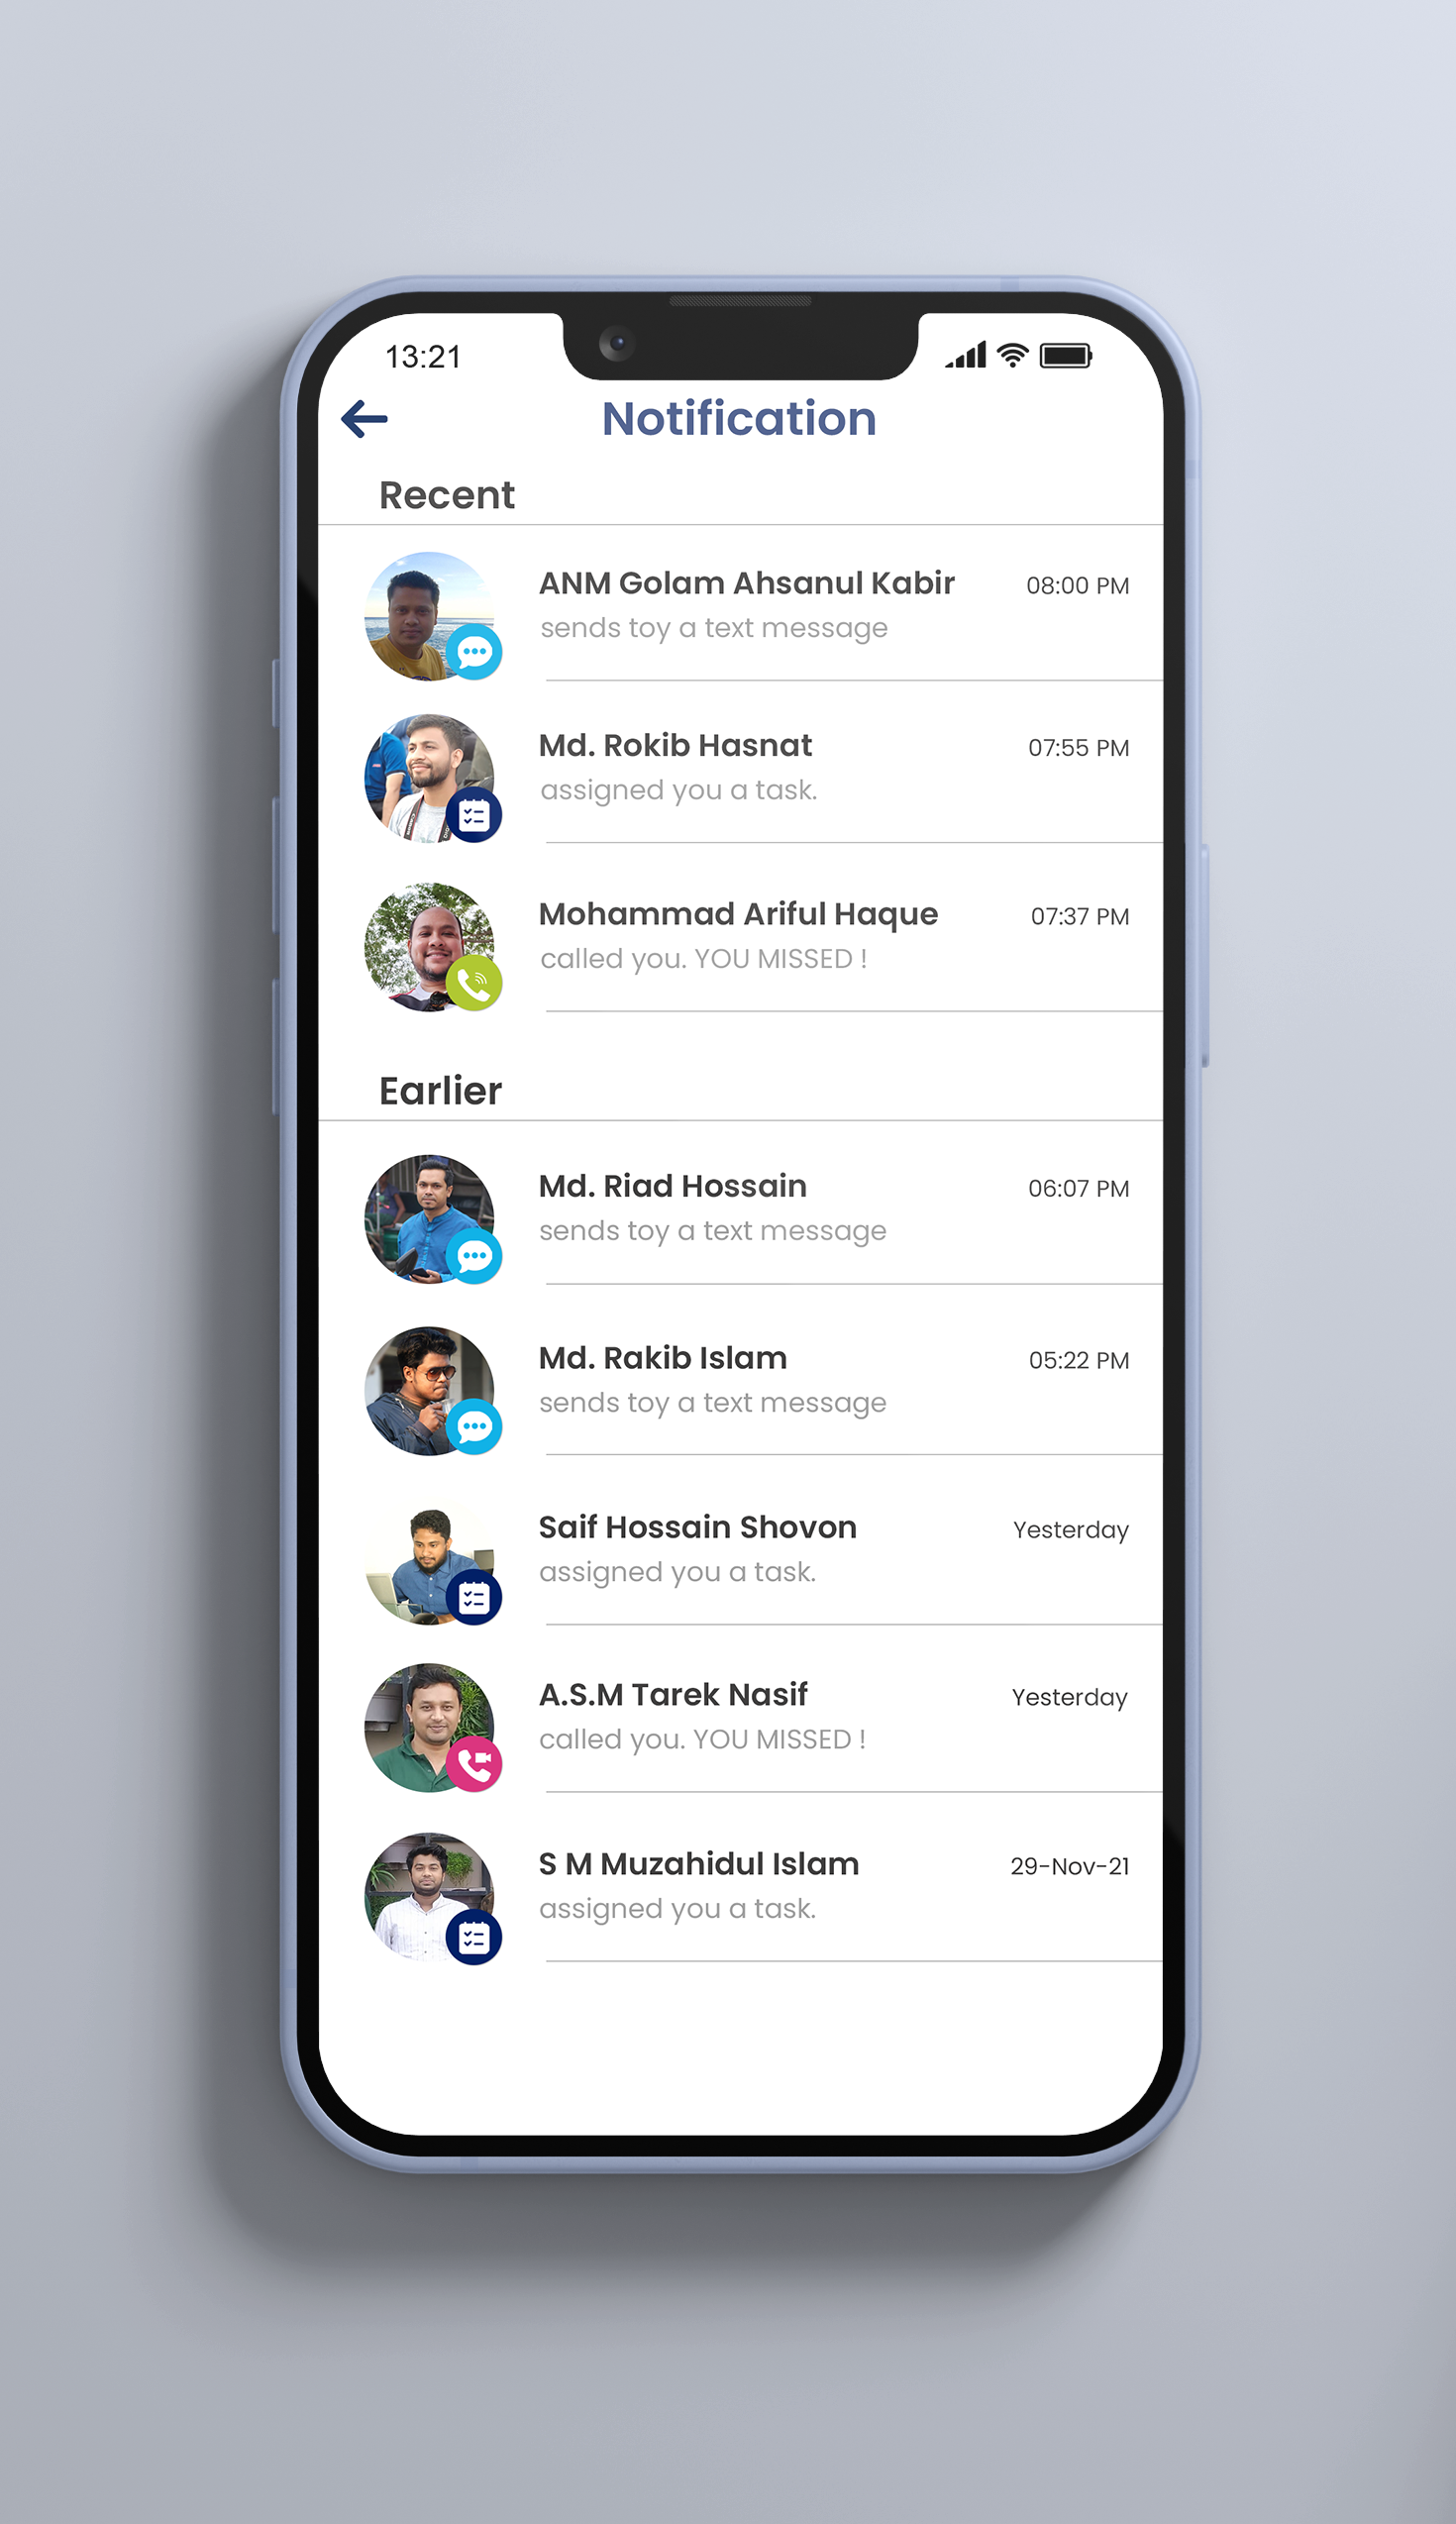 13:21
Notification
Recent
ANM Golam Ahsanul Kabir 08:00 PM
sends toy a text message
Md. Rokib Hasnat 07:55 PM
assigned you a task.
Mohammad Ariful Haque 07:37 PM
called you. YOU MISSED !
Earlier
Md. Riad Hossain 06:07 PM
sends toy a text message
Md. Rakib Islam 05:22 PM
sends toy a text message
Saif Hossain Shovon Yesterday
assigned you a task.
A.S.M Tarek Nasif Yesterday
called you. YOU MISSED !
S M Muzahidul Islam 29-Nov-21
assigned you a task.